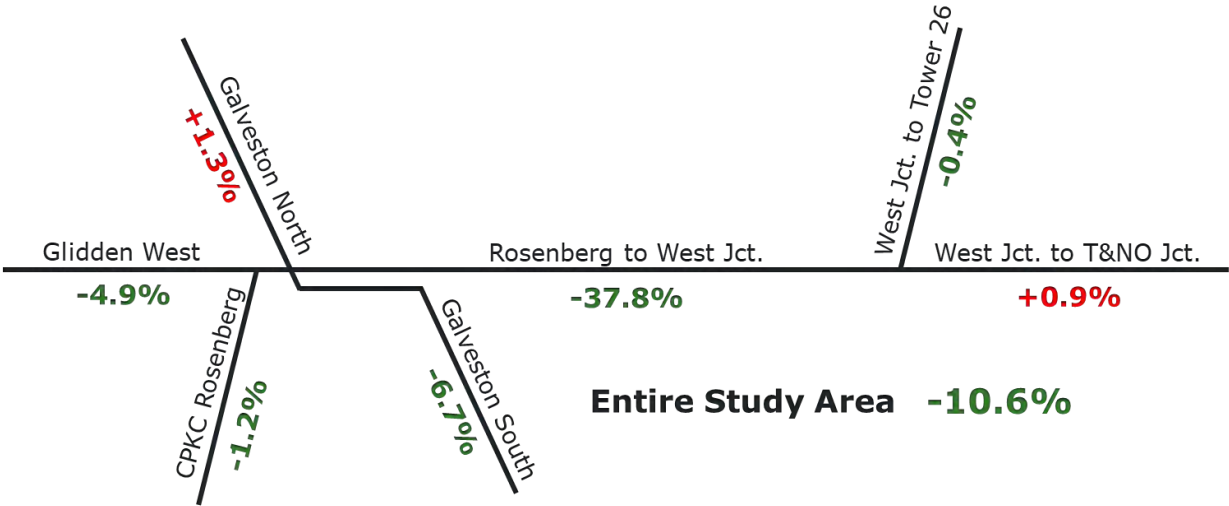 Galveston North
+1.3%
West Jct. to Tower 26
-0.4%
Glidden West
-4.9%
Rosenberg to West Jct.
-37.8%
West Jct. to T&NO Jct.
+0.9%
CPKC Rosenberg
-1.2%
Galveston South
-6.7%
Entire Study Area -10.6%